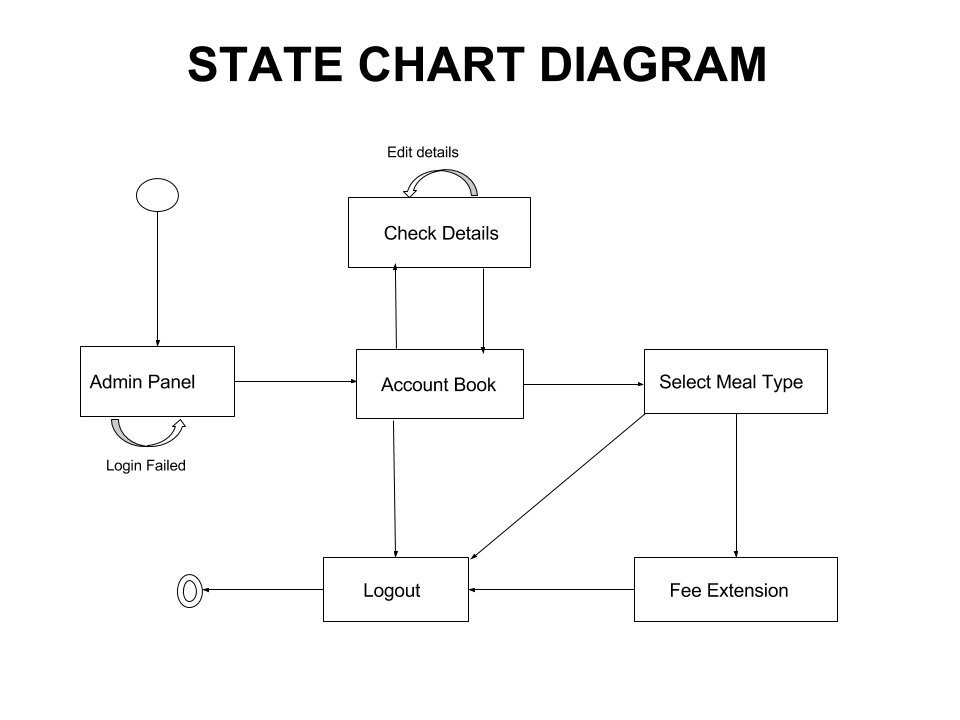 STATE CHART DIAGRAM
Edit details
Check Details
Admin Panel
Account Book
Select Meal Type
Login Failed
Logout
Fee Extension